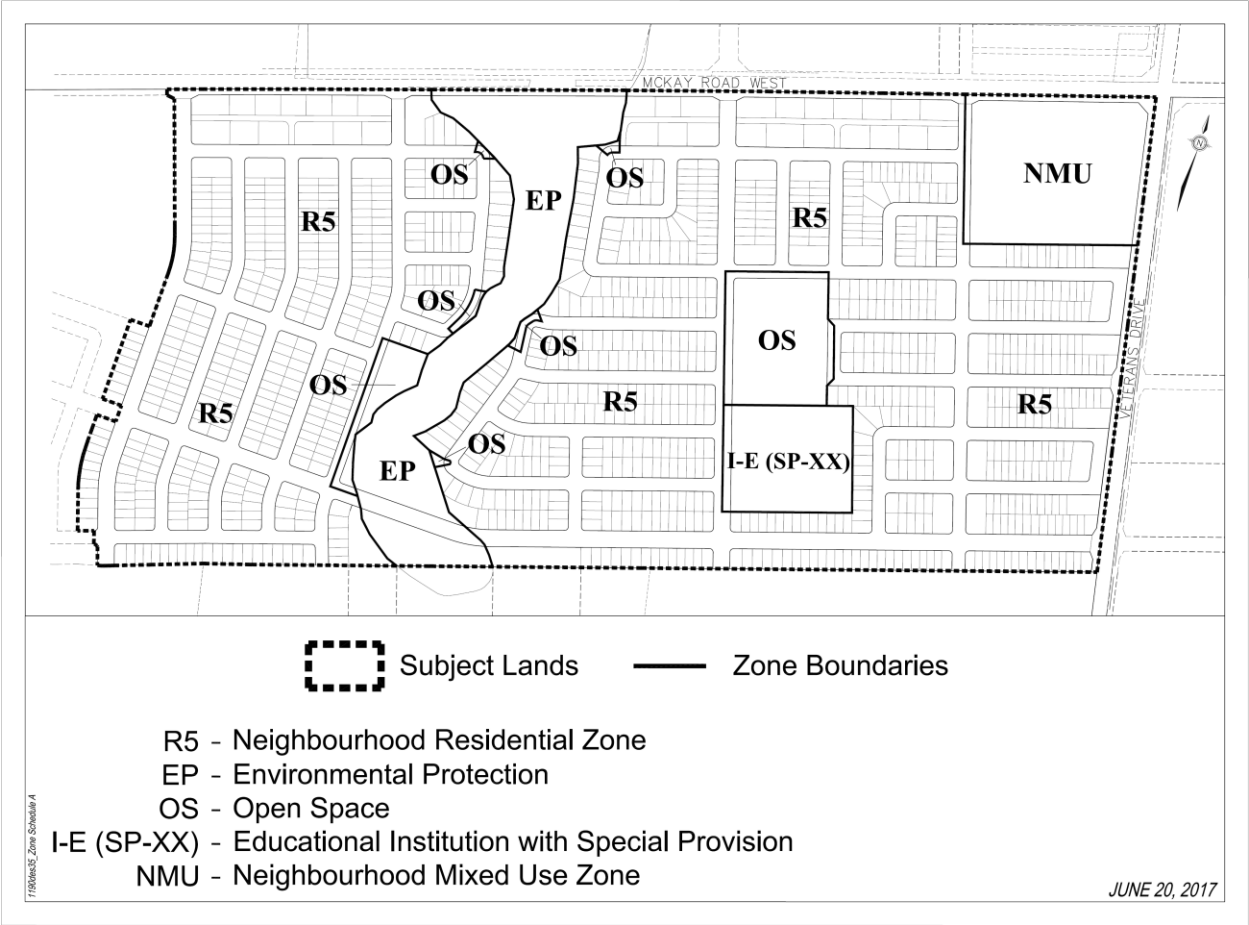 MCKAY ROAD WEST
N
NMU
OS
OS
EP
R5
R5
OS
VETERANS DRIVE
OS
OS
OS
R5
R5
R5
OS
EP
I-E (SP-XX)
Subject Lands
Zone Boundaries
R5 - Neighbourhood Residential Zone
EP - Environmental Protection
OS - Open Space
I-E (SP-XX) - Educational Institution with Special Provision
NMU - Neighbourhood Mixed Use Zone
1190des35_Zone Schedule A
JUNE 20, 2017